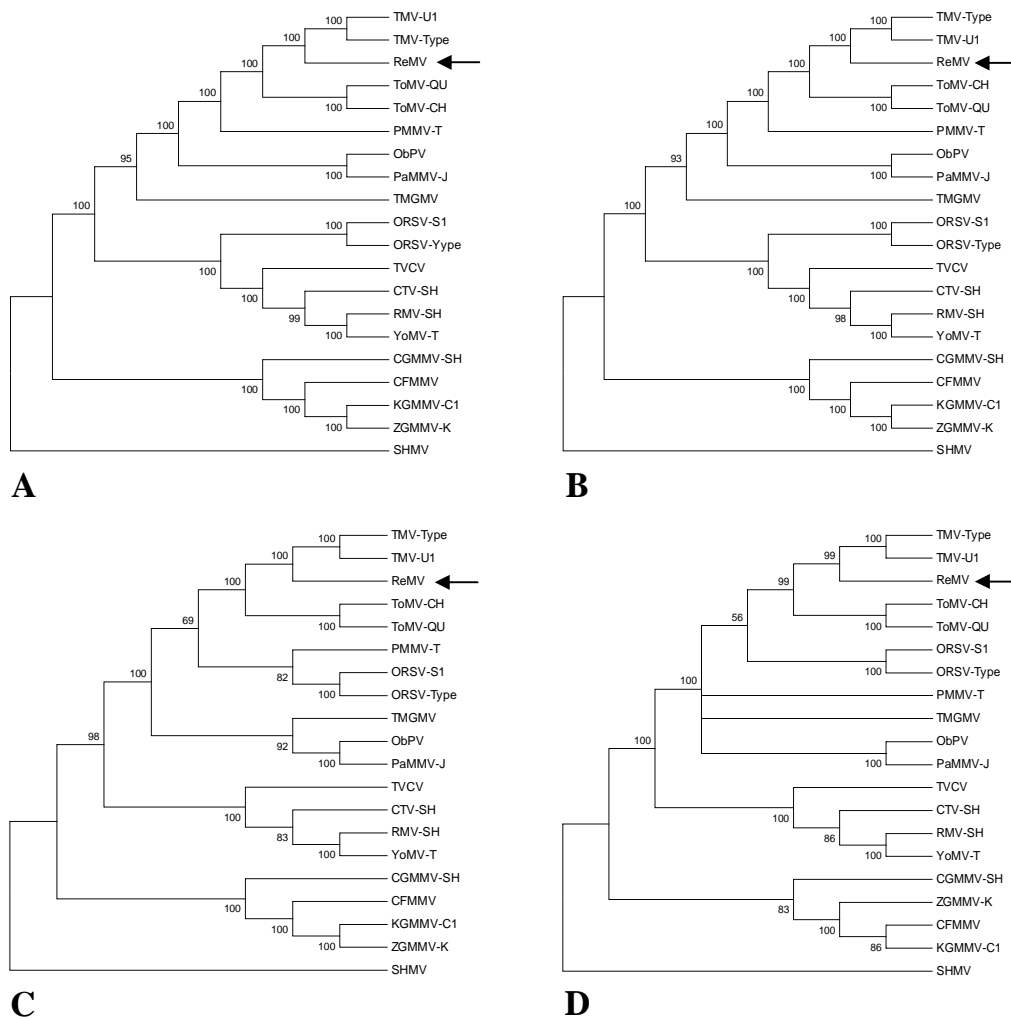 100 TMV-U1
100 TMV-Type
100 ReMV
100 ToMV-QU
100 ToMV-CH
100 PMMV-T
95 ObPV
100 PaMMV-J
100 TMGMV
100 ORSV-S1
100 ORSV-Yype
100 TVCV
100 CTV-SH
99 RMV-SH
100 YoMV-T
CGMMV-SH
100 CFMMV
100 KGMMV-C1
100 ZGMMV-K
SHMV
A
100 TMV-Type
100 TMV-U1
100 ReMV
100 ToMV-CH
100 ToMV-QU
100 PMMV-T
93 ObPV
100 PaMMV-J
100 TMGMV
100 ORSV-S1
100 ORSV-Type
100 TVCV
100 CTV-SH
98 RMV-SH
100 YoMV-T
CGMMV-SH
100 CFMMV
100 KGMMV-C1
100 ZGMMV-K
SHMV
B
100 TMV-Type
100 TMV-U1
100 ReMV
69 ToMV-CH
100 ToMV-QU
100 PMMV-T
82 ORSV-S1
100 ORSV-Type
98 TMGMV
92 ObPV
100 PaMMV-J
TVCV
100 CTV-SH
83 RMV-SH
100 YoMV-T
CGMMV-SH
100 CFMMV
100 KGMMV-C1
100 ZGMMV-K
SHMV
C
100 TMV-Type
99 TMV-U1
99 ReMV
56 ToMV-CH
100 ToMV-QU
ORSV-S1
100 ORSV-Type
100 PMMV-T
TMGMV
100 ObPV
100 PaMMV-J
TVCV
100 CTV-SH
86 RMV-SH
100 YoMV-T
CGMMV-SH
83 ZGMMV-K
100 CFMMV
86 KGMMV-C1
SHMV
D